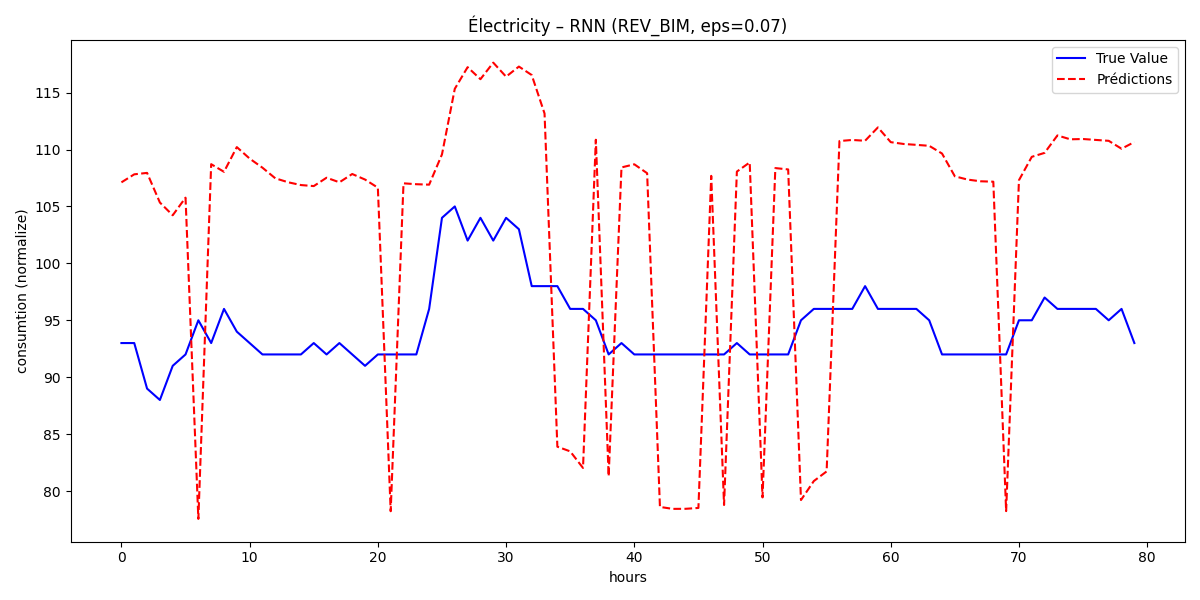 Électricity – RNN (REV_BIM, eps=0.07)
True Value
Prédictions
consumtion (normalize)
115
110
105
100
95
90
85
80
0 10 20 30 40 50 60 70 80
hours